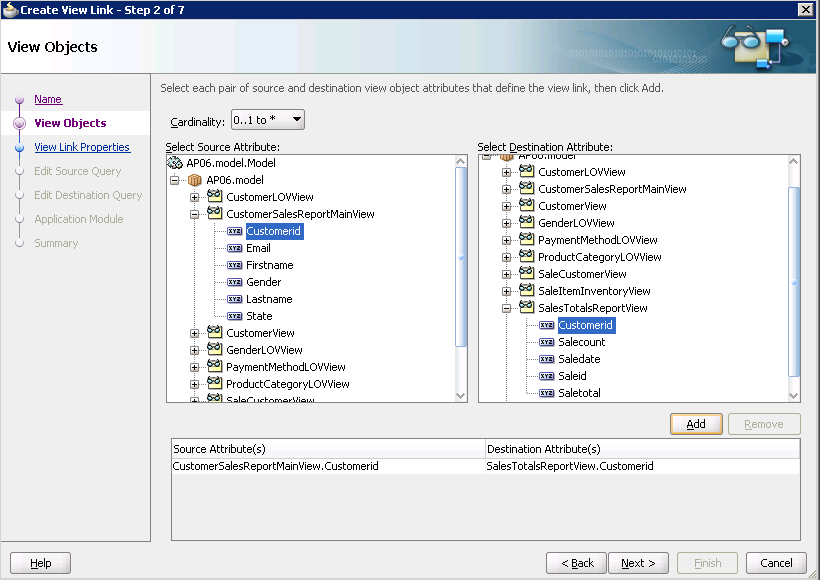 Create View Link - Step 2 of 7
View Objects
010101010101010101010101
Name
View Objects
View Link Properties
Edit Source Query
Edit Destination Query
Application Module
Summary
Select each pair of source and destination view object attributes that define the view link, then click Add.
Cardinality: 0..1 to *
Select Source Attribute:
AP06.model.Model
AP06.model
CustomerLOVView
CustomerSalesReportMainView
Customerid
Email
Firstname
Gender
Lastname
State
CustomerView
GenderLOVView
PaymentMethodLOVView
ProductCategoryLOVView
SaleCustomerView
Select Destination Attribute:
AP06.model
CustomerLOVView
CustomerSalesReportMainView
CustomerView
GenderLOVView
PaymentMethodLOVView
ProductCategoryLOVView
SaleCustomerView
SaleItemInventoryView
SalesTotalsReportView
Customerid
Salecount
Saledate
Saleid
Saletotal
Add Remove
Source Attribute(s) Destination Attribute(s)
CustomerSalesReportMainView.Customerid SalesTotalsReportView.Customerid
Help < Back Next > Finish Cancel